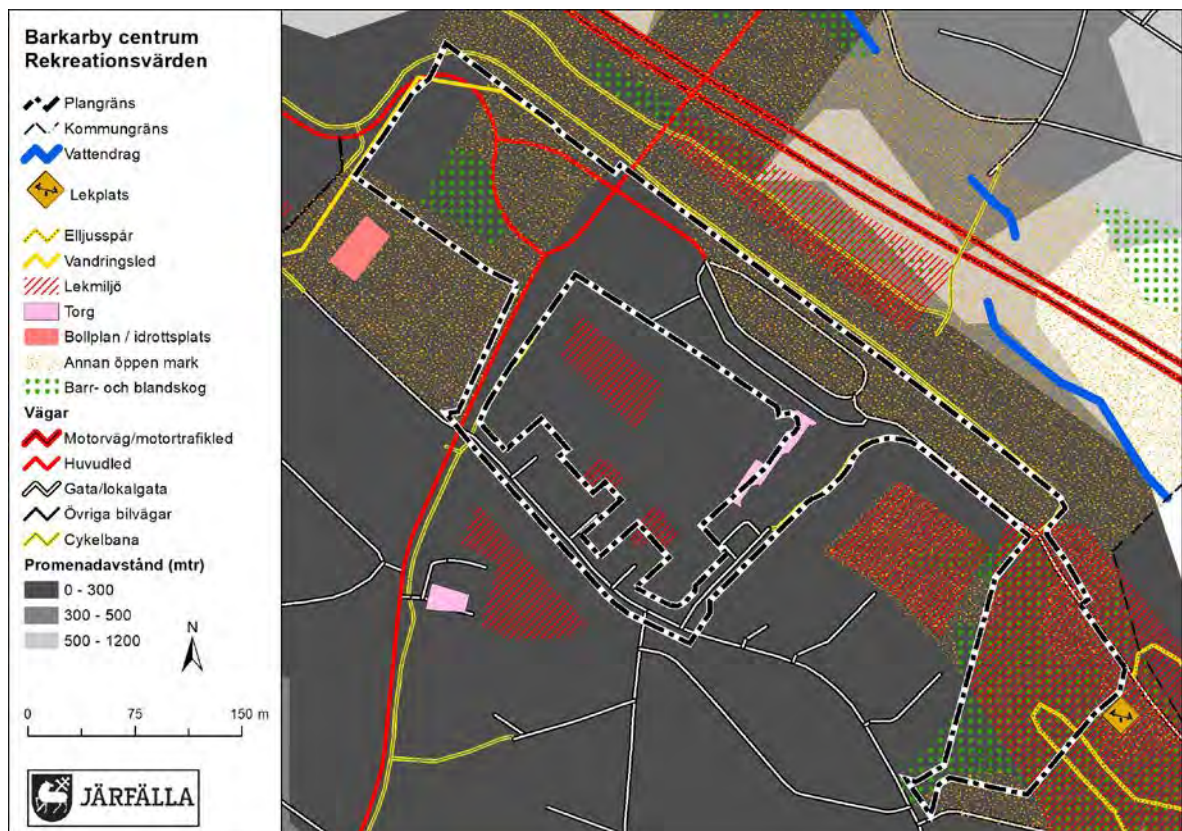 Barkarby centrum
Rekreationsvärden
Plangräns
Kommungräns
Vattendrag
Lekplats
Elljusspår
Vandringsled
Lekmiljö
Torg
Bollplan / idrottsplats
Annan öppen mark
Barr- och blandskog
Vägar
Motorväg/motortrafikled
Huvudled
Gata/lokalgata
Övriga bilvägar
Cykelbana
Promenadavstånd (mtr)
0 - 300
300 - 500
500 - 1200
N
0 75 150 m
JÄRFÄLLA